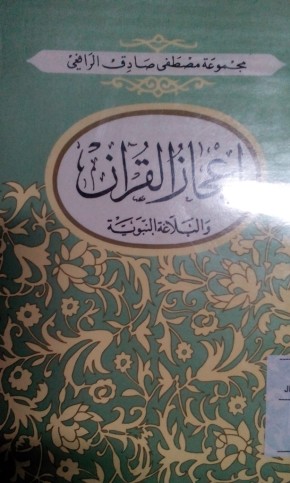 مجموعة مصطفى صادق الرافعي
إعجاز القرآن
والبلاغة النبوية